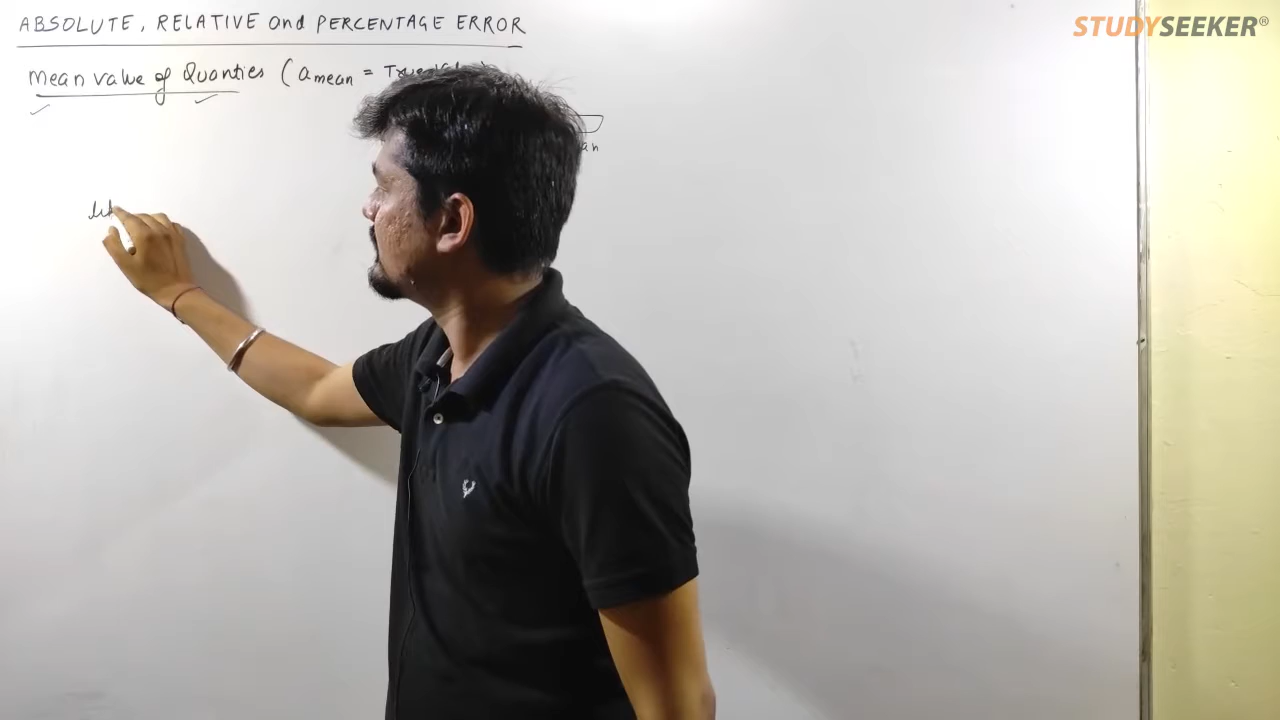 STUDYSEEKER®
ABSOLUTE, RELATIVE and PERCENTAGE ERROR
Mean value of Quanties (amean =